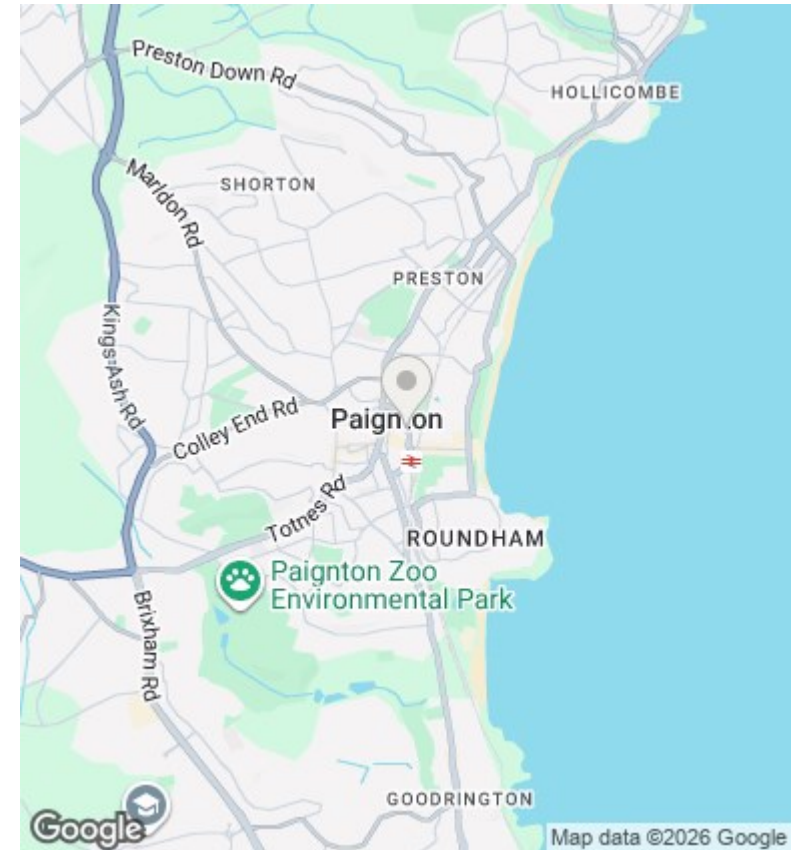 Preston Down Rd
HOLLICOMBE
Marldon Rd
SHORTON
PRESTON
Kings Ash Rd
Colley End Rd
Paignton
Totnes Rd
ROUNDHAM
Paignton Zoo
Environmental Park
Brixham Rd
GOODRINGTON
Google
Map data ©2026 Google